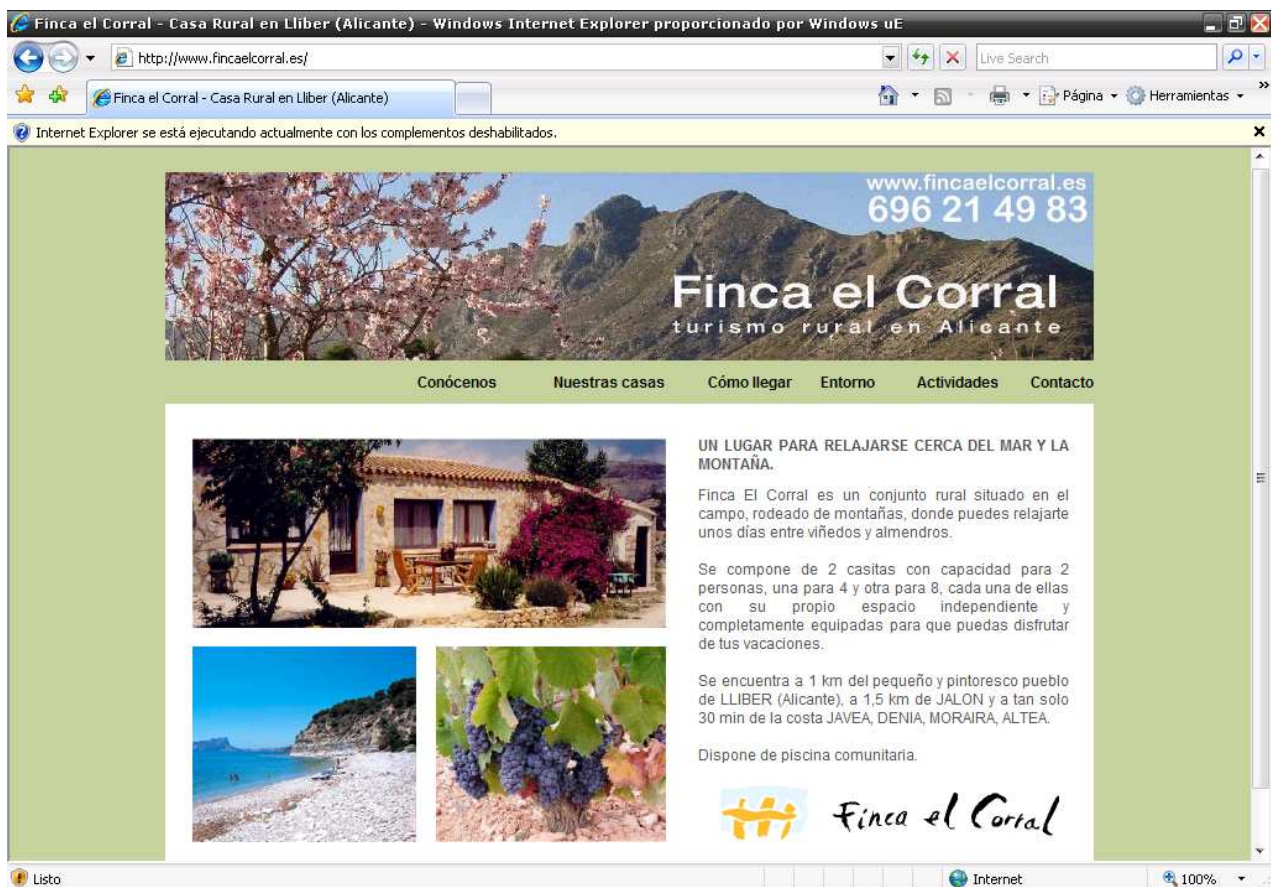 Finca el Corral - Casa Rural en Lliber (Alicante) - Windows Internet Explorer proporcionado por Windows uE
http://www.fincaelcorral.es/
Live Search
Finca el Corral - Casa Rural en Lliber (Alicante)
Página
Herramientas
Internet Explorer se está ejecutando actualmente con los complementos deshabilitados.
www.fincaelcorral.es
696 21 49 83
Finca el Corral
turismo rural en Alicante
Conócenos Nuestras casas Cómo llegar Entorno Actividades Contacto
UN LUGAR PARA RELAJARSE CERCA DEL MAR Y LA
MONTAÑA.
Finca El Corral es un conjunto rural situado en el
campo, rodeado de montañas, donde puedes relajarte
unos días entre viñedos y almendros.
Se compone de 2 casitas con capacidad para 2
personas, una para 4 y otra para 8, cada una de ellas
con su propio espacio independiente y
completamente equipadas para que puedas disfrutar
de tus vacaciones.
Se encuentra a 1 km del pequeño y pintoresco pueblo
de LLIBER (Alicante), a 1,5 km de JALON y a tan solo
30 min de la costa JAVEA, DENIA, MORAIRA, ALTEA.
Dispone de piscina comunitaria.
Finca el Corral
Listo
Internet
100%